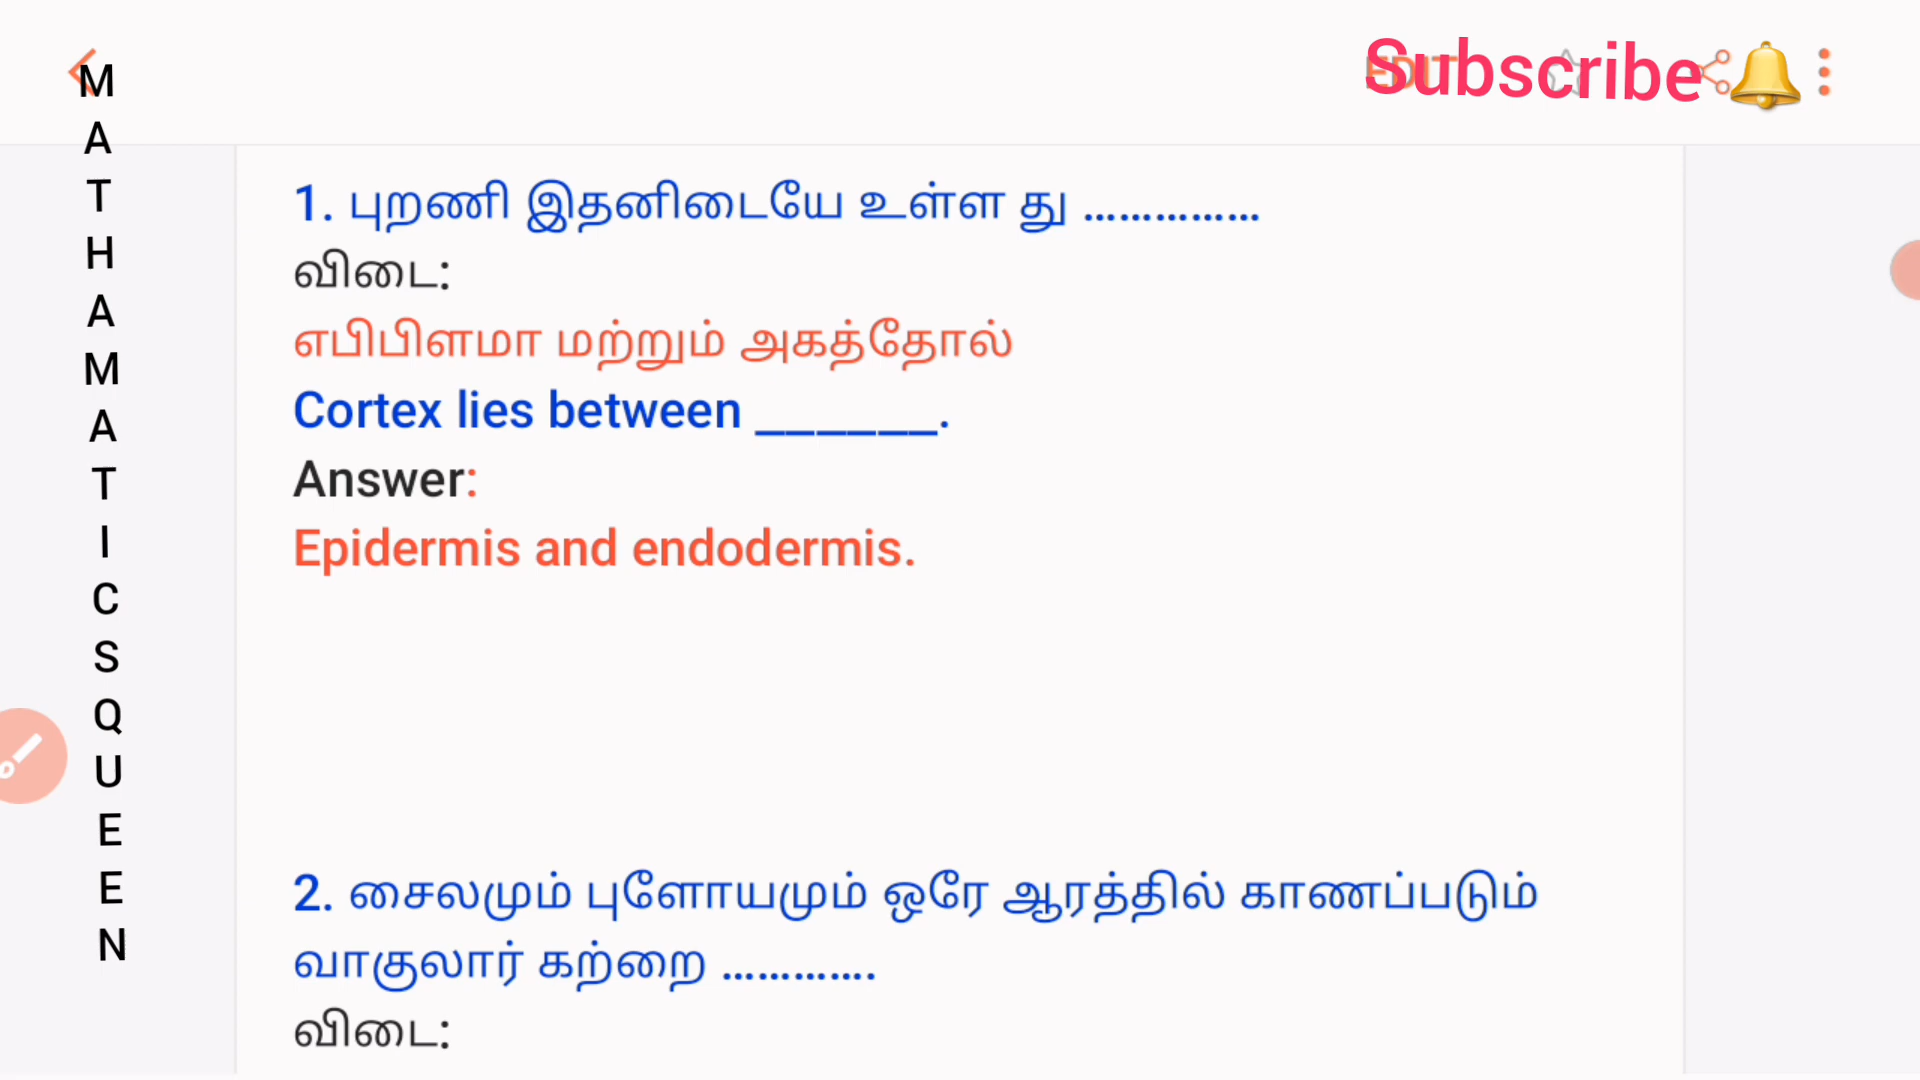 Subscribe🔔
EDIT
MATHAMATICSQUEEN
1. புறணி இதனிடையே உள்ள து ...............
விடை:
எபிபிளமா மற்றும் அகத்தோல்
Cortex lies between ______.
Answer:
Epidermis and endodermis.
2. சைலமும் புளோயமும் ஒரே ஆரத்தில் காணப்படும்
வாகுலார் கற்றை .............
விடை: